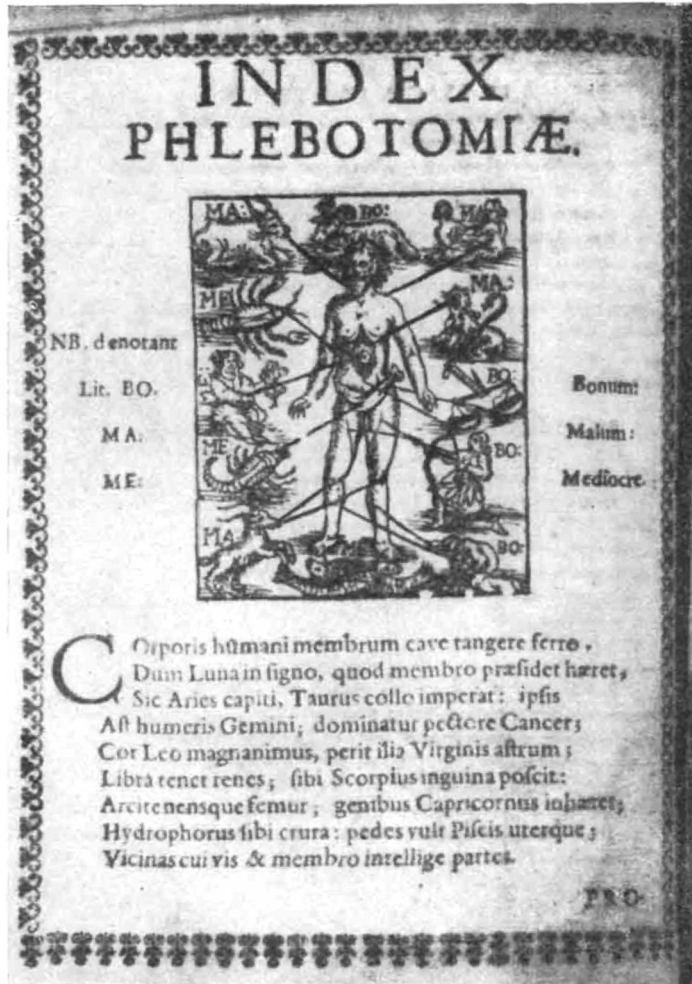 INDEX
PHLEBOTOMIÆ.
MA:
BO:
MA:
ME
MA:
NB. denotant
Lit. BO.
MA:
ME:
ME:
BO:
ME
BO:
MA
BO:
Bonum:
Malum:
Mediocre.
COrporis hũmani membrum cave tangere ferro,
Dum Luna in signo, quod membro præsidet hæret,
Sic Aries capiti, Taurus collo imperat: ipsis
Ast humeris Gemini; dominatur pectore Cancer;
Cor Leo magnanimus, perit ilia Virginis astrum;
Libra tenet renes; sibi Scorpius inguina poscit:
Arcitenensque femur; genibus Capricornus inhæret;
Hydrophorus sibi crura: pedes vult Piscis uterque;
Vicinas cui vis & membro intellige partes.
PRO-